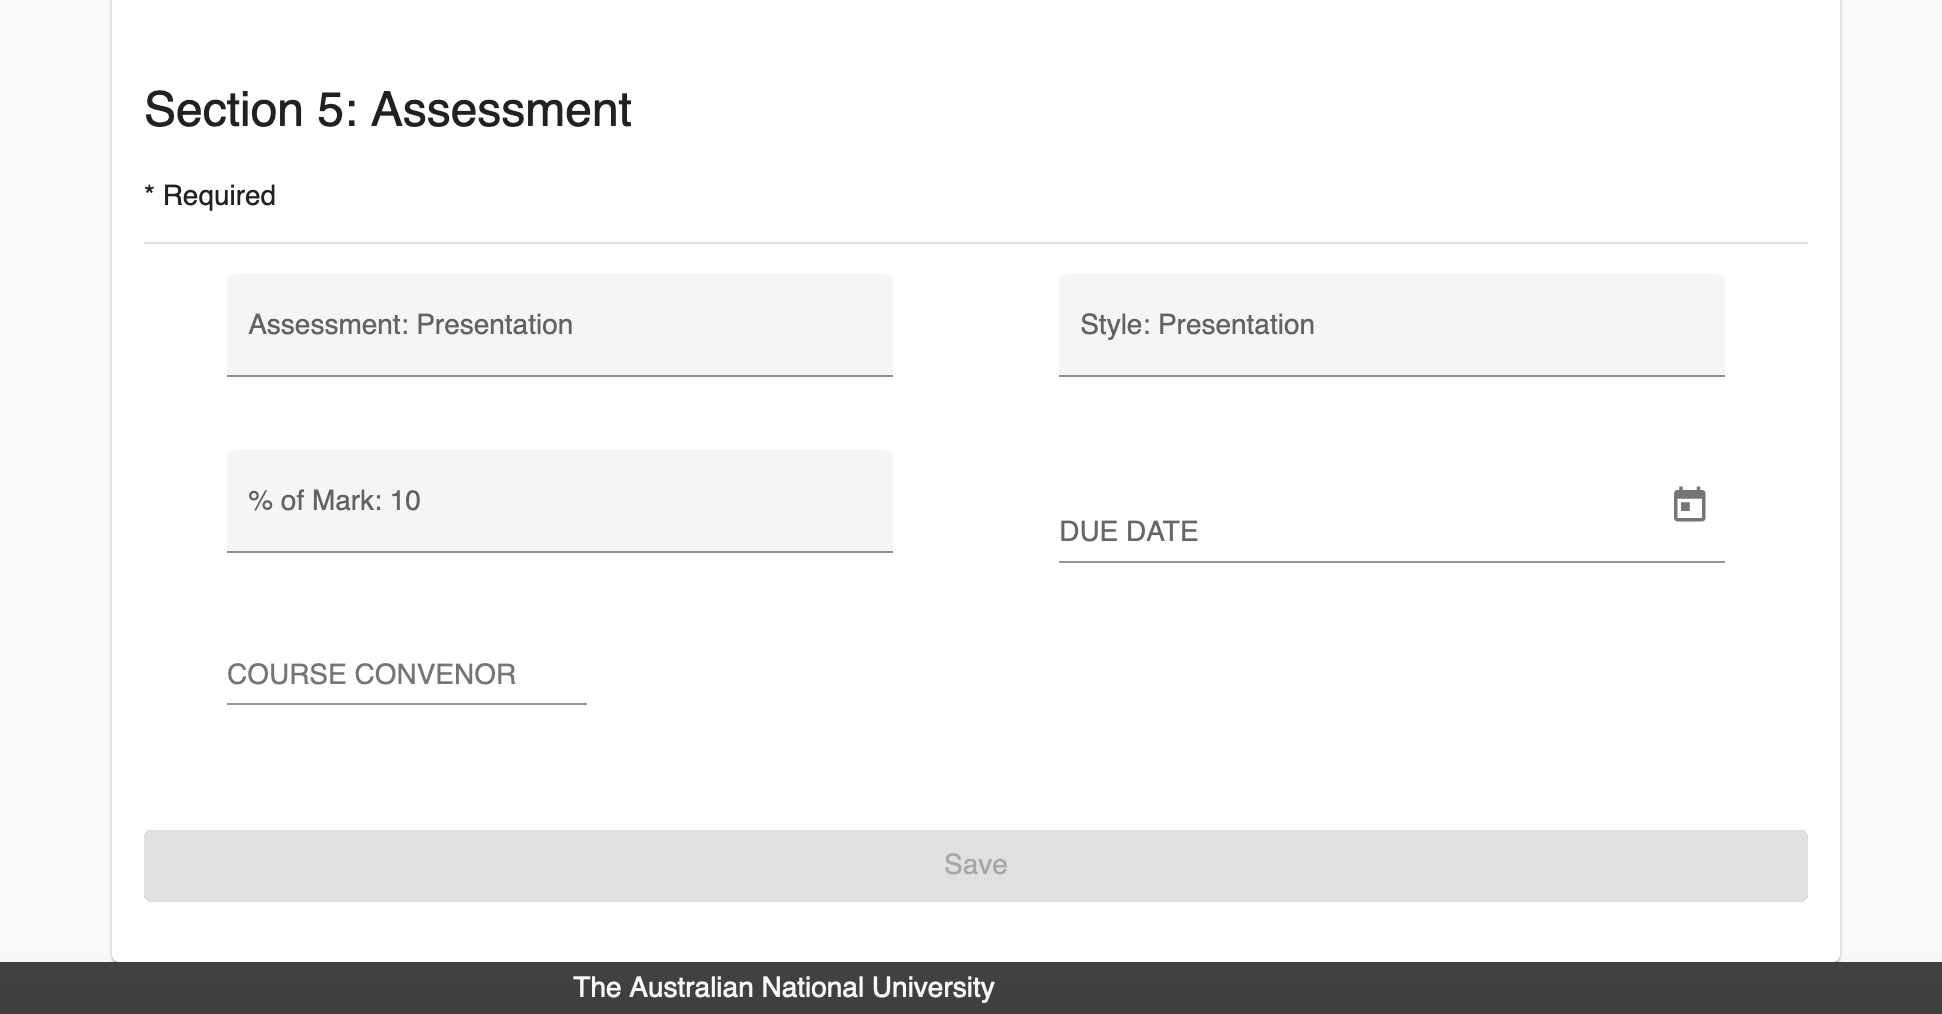 Section 5: Assessment
* Required
Assessment: Presentation
Style: Presentation
% of Mark: 10
DUE DATE
COURSE CONVENOR
Save
The Australian National University